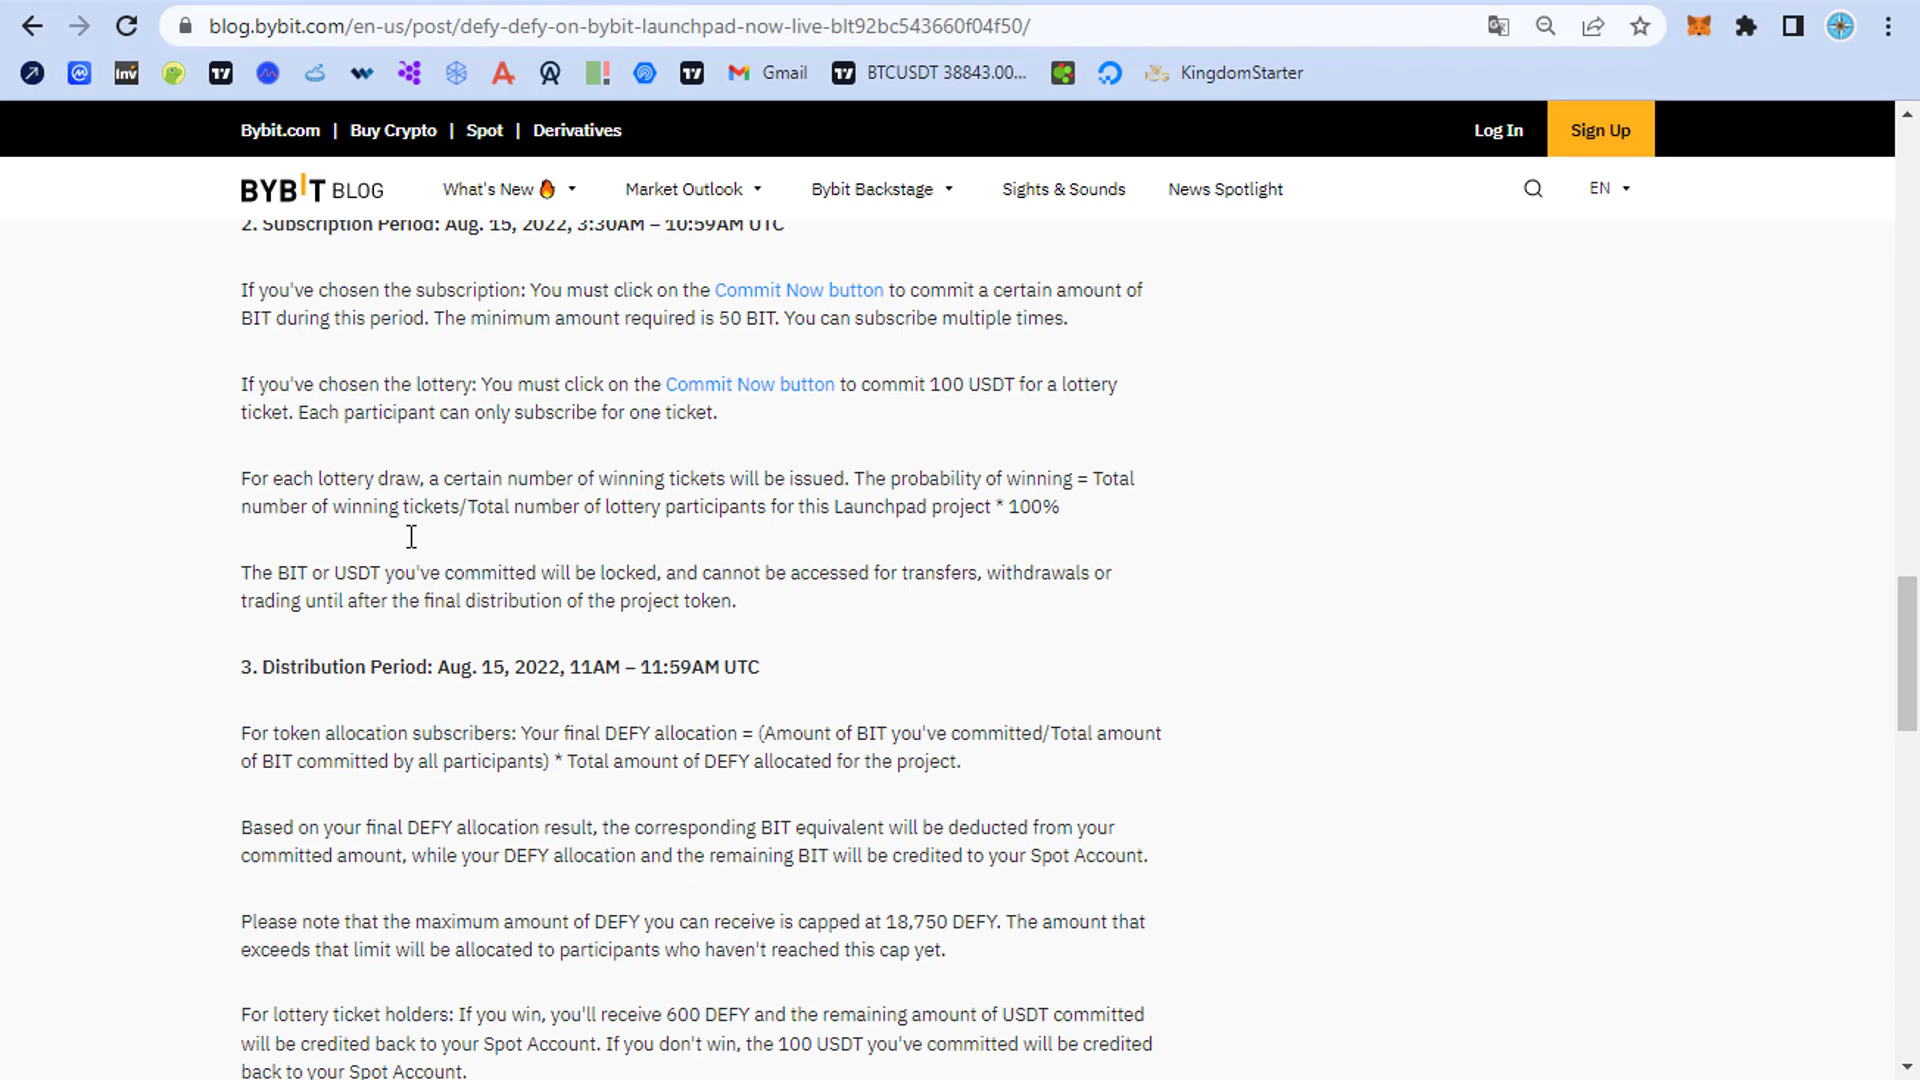 blog.bybit.com/en-us/post/defy-defy-on-bybit-launchpad-now-live-blt92bc543660f04f50/
Inv
Gmail
BTCUSDT 38843.00...
KingdomStarter
Bybit.com | Buy Crypto | Spot | Derivatives
Log In
Sign Up
BYBIT BLOG
What's New
Market Outlook
Bybit Backstage
Sights & Sounds
News Spotlight
EN
2. Subscription Period: Aug. 15, 2022, 3:30AM – 10:59AM UTC
If you've chosen the subscription: You must click on the Commit Now button to commit a certain amount of
BIT during this period. The minimum amount required is 50 BIT. You can subscribe multiple times.
If you've chosen the lottery: You must click on the Commit Now button to commit 100 USDT for a lottery
ticket. Each participant can only subscribe for one ticket.
For each lottery draw, a certain number of winning tickets will be issued. The probability of winning = Total
number of winning tickets/Total number of lottery participants for this Launchpad project * 100%
The BIT or USDT you've committed will be locked, and cannot be accessed for transfers, withdrawals or
trading until after the final distribution of the project token.
3. Distribution Period: Aug. 15, 2022, 11AM – 11:59AM UTC
For token allocation subscribers: Your final DEFY allocation = (Amount of BIT you've committed/Total amount
of BIT committed by all participants) * Total amount of DEFY allocated for the project.
Based on your final DEFY allocation result, the corresponding BIT equivalent will be deducted from your
committed amount, while your DEFY allocation and the remaining BIT will be credited to your Spot Account.
Please note that the maximum amount of DEFY you can receive is capped at 18,750 DEFY. The amount that
exceeds that limit will be allocated to participants who haven't reached this cap yet.
For lottery ticket holders: If you win, you'll receive 600 DEFY and the remaining amount of USDT committed
will be credited back to your Spot Account. If you don't win, the 100 USDT you've committed will be credited
back to your Spot Account.